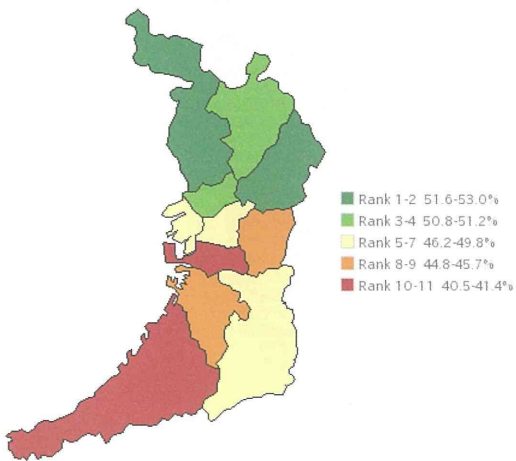 Rank 1-2 51.6-53.0%
Rank 3-4 50.8-51.2%
Rank 5-7 46.2-49.8%
Rank 8-9 44.8-45.7%
Rank 10-11 40.5-41.4%